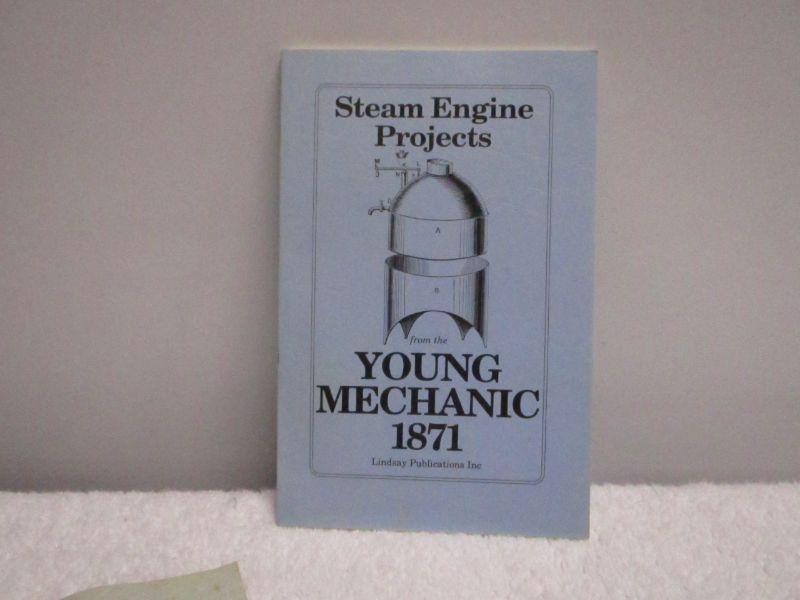 Steam Engine
Projects
A
B
from the
YOUNG
MECHANIC
1871
Lindsay Publications Inc